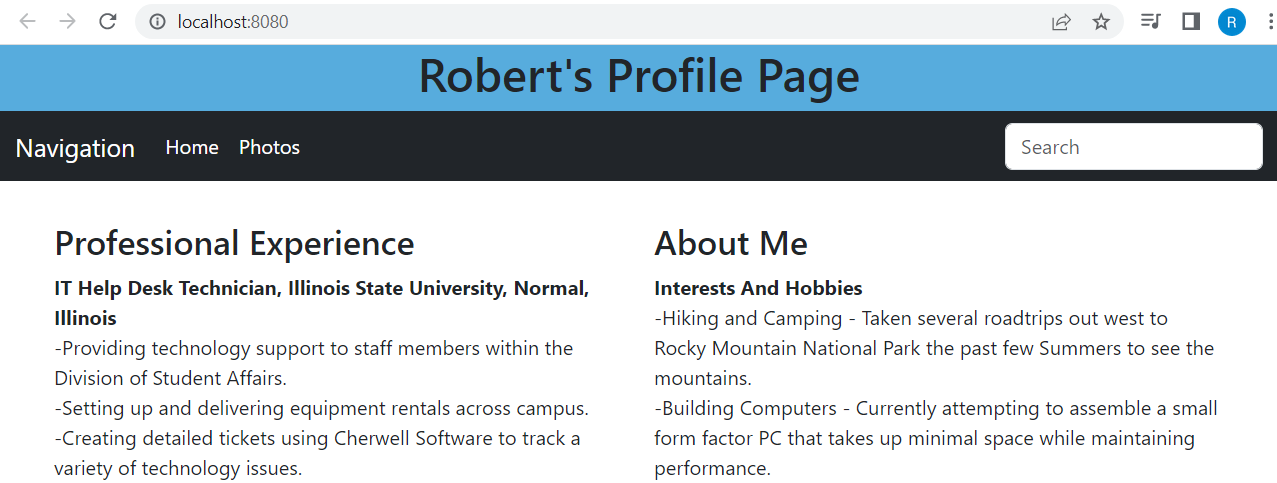 localhost:8080
R
Robert's Profile Page
Navigation Home Photos Search
Professional Experience
IT Help Desk Technician, Illinois State University, Normal,
Illinois
-Providing technology support to staff members within the
Division of Student Affairs.
-Setting up and delivering equipment rentals across campus.
-Creating detailed tickets using Cherwell Software to track a
variety of technology issues.
About Me
Interests And Hobbies
-Hiking and Camping - Taken several roadtrips out west to
Rocky Mountain National Park the past few Summers to see the
mountains.
-Building Computers - Currently attempting to assemble a small
form factor PC that takes up minimal space while maintaining
performance.